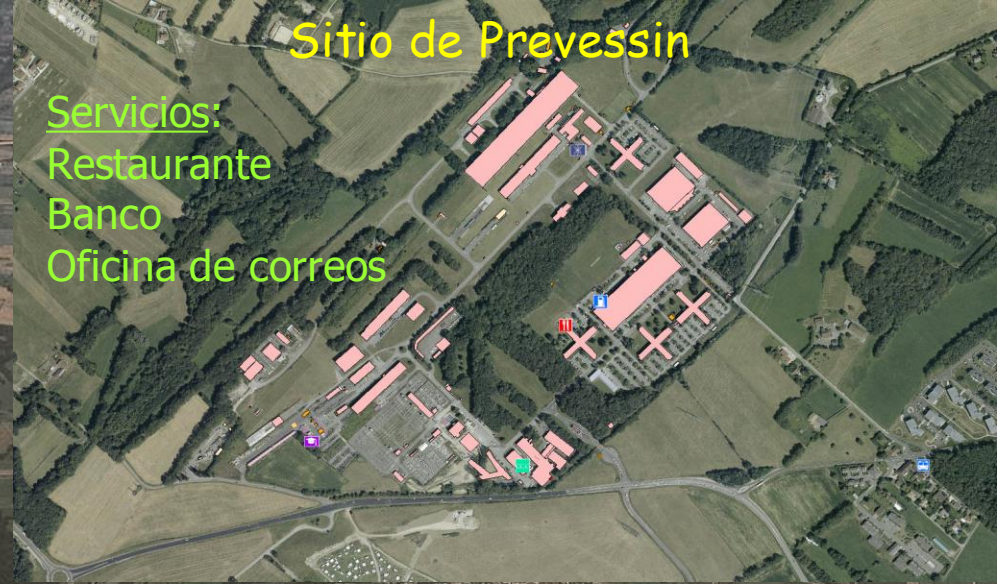 Sitio de Prevessin
Servicios:
Restaurante
Banco
Oficina de correos